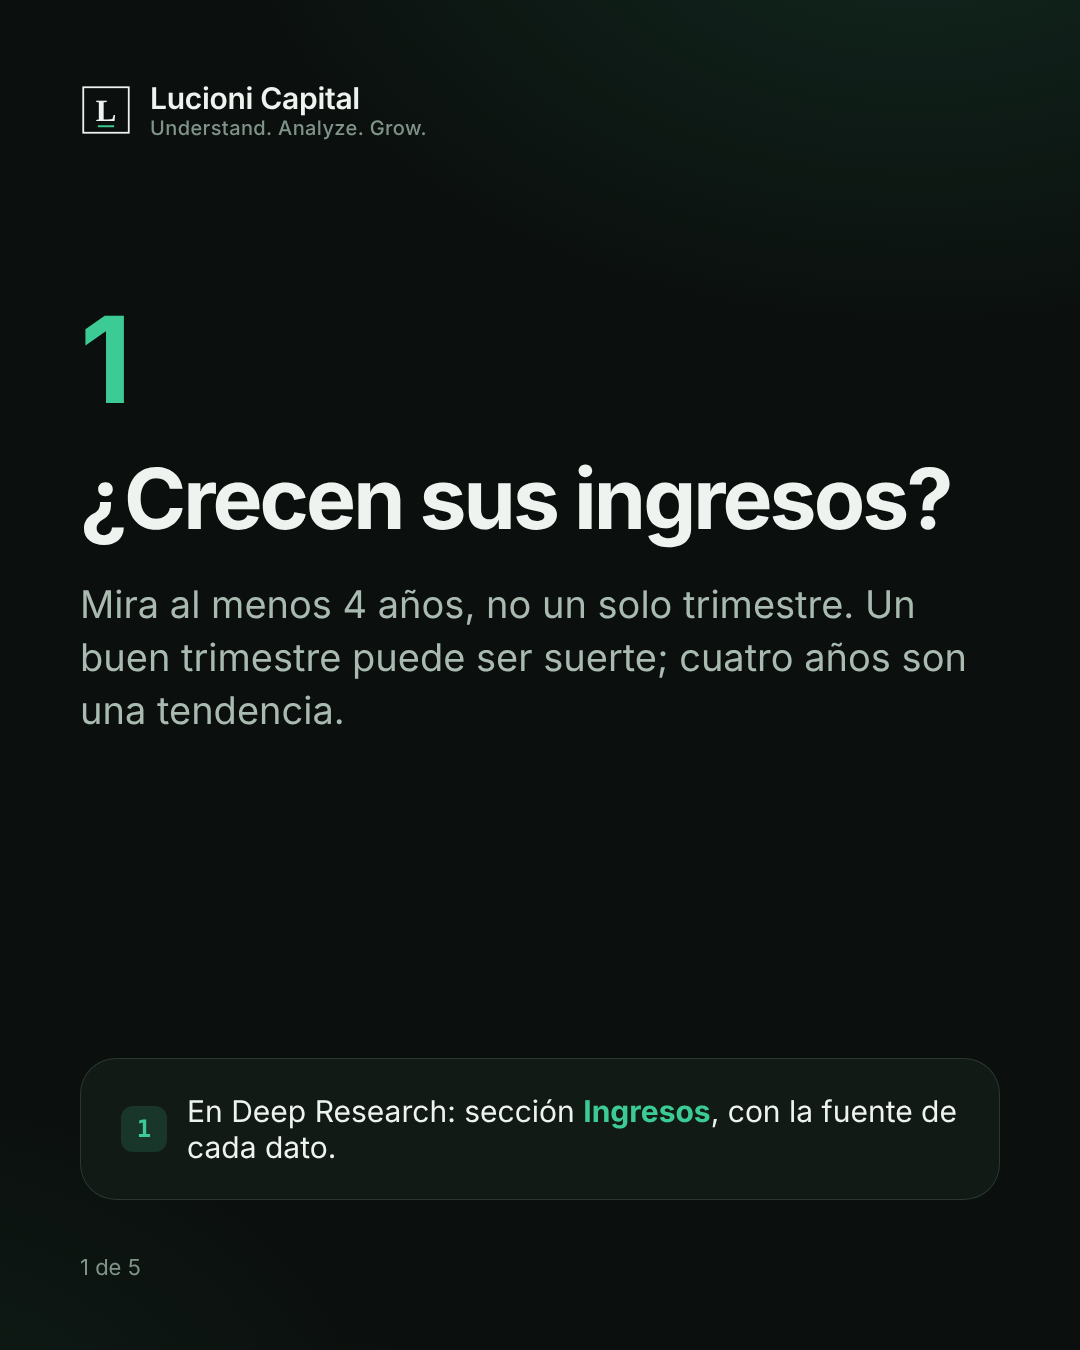 L
Lucioni Capital
Understand. Analyze. Grow.
1
¿Crecen sus ingresos?
Mira al menos 4 años, no un solo trimestre. Un
buen trimestre puede ser suerte; cuatro años son
una tendencia.
1
En Deep Research: sección Ingresos, con la fuente de
cada dato.
1 de 5